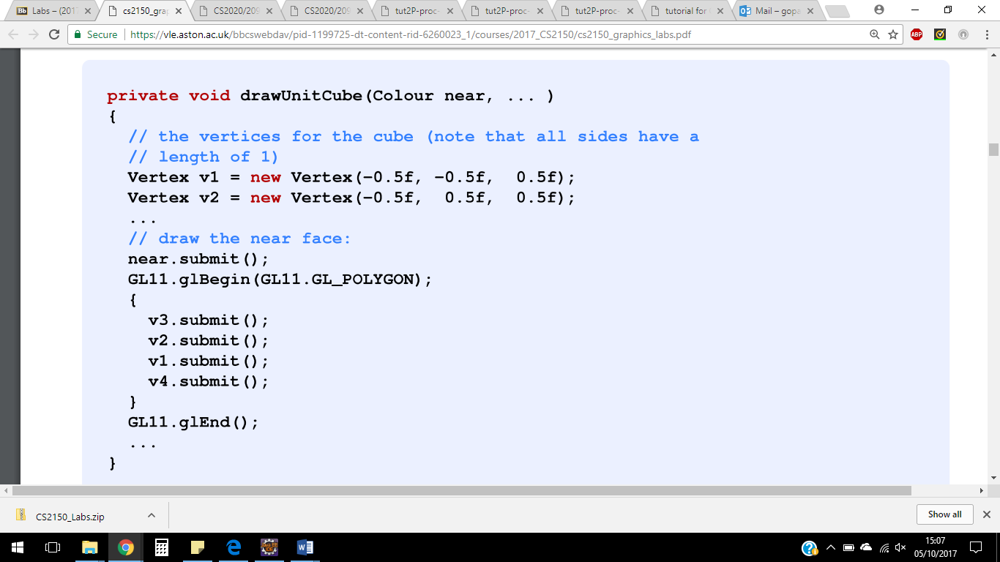 Labs – (201
cs2150_gra
CS2020/209
CS2020/209
tut2P-proc-
tut2P-proc-
tut2P-proc-
tutorial for
Mail – gopa
Secure
https://vle.aston.ac.uk/bbcswebdav/pid-1199725-dt-content-rid-6260023_1/courses/2017_CS2150/cs2150_graphics_labs.pdf
ABP
private void drawUnitCube(Colour near, ... )
{
// the vertices for the cube (note that all sides have a
// length of 1)
Vertex v1 = new Vertex(-0.5f, -0.5f, 0.5f);
Vertex v2 = new Vertex(-0.5f, 0.5f, 0.5f);
...
// draw the near face:
near.submit();
GL11.glBegin(GL11.GL_POLYGON);
{
v3.submit();
v2.submit();
v1.submit();
v4.submit();
}
GL11.glEnd();
...
}
CS2150_Labs.zip
Show all
15:07
05/10/2017